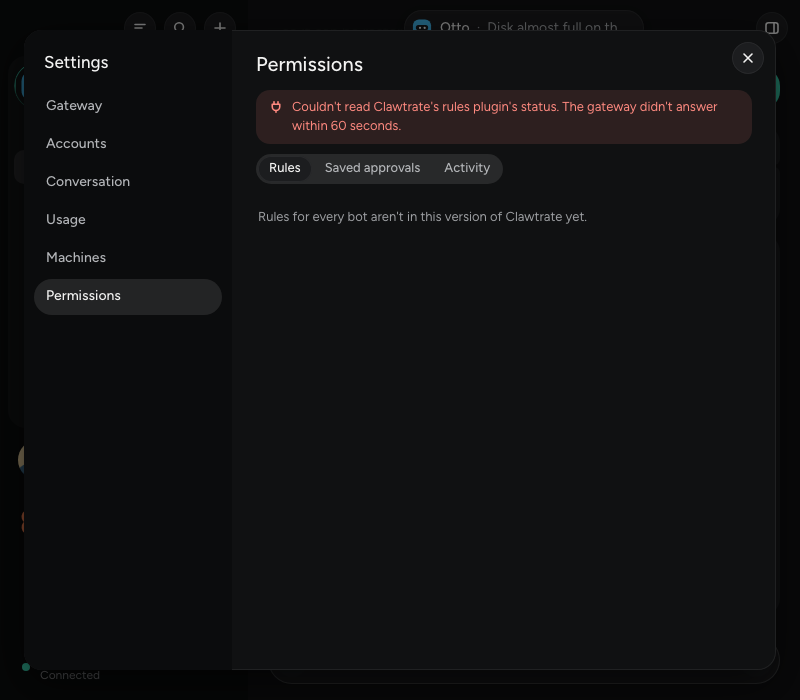 Otto · Disk almost full on th
Settings
Gateway
Accounts
Conversation
Usage
Machines
Permissions
Permissions
Couldn't read Clawtrate's rules plugin's status. The gateway didn't answer
within 60 seconds.
Rules Saved approvals Activity
Rules for every bot aren't in this version of Clawtrate yet.
Connected